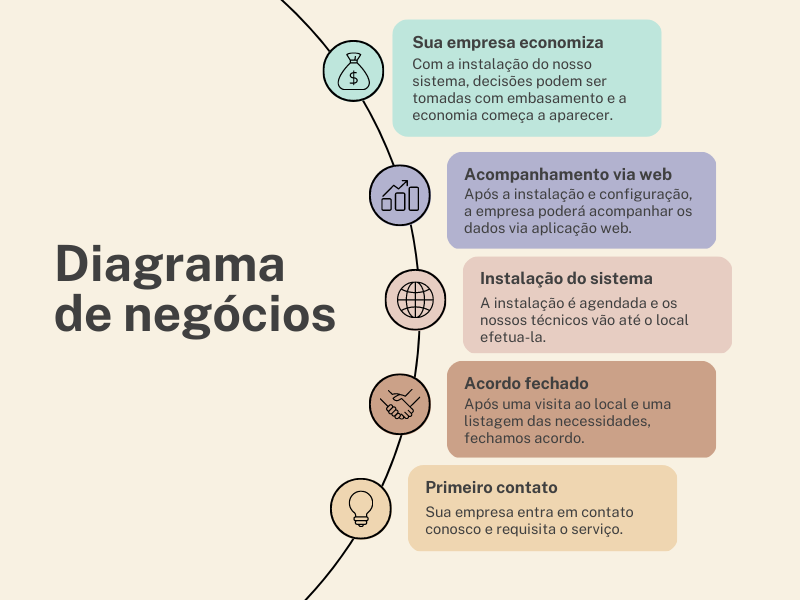 Diagrama
de negócios
Sua empresa economiza
Com a instalação do nosso
sistema, decisões podem ser
tomadas com embasamento e a
economia começa a aparecer.
Acompanhamento via web
Após a instalação e configuração,
a empresa poderá acompanhar os
dados via aplicação web.
Instalação do sistema
A instalação é agendada e os
nossos técnicos vão até o local
efetua-la.
Acordo fechado
Após uma visita ao local e uma
listagem das necessidades,
fechamos acordo.
Primeiro contato
Sua empresa entra em contato
conosco e requisita o serviço.
$